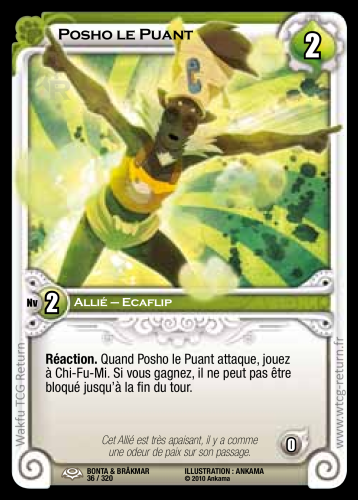 Posho le Puant
2
Nv 2 Allié – Ecaflip
Réaction. Quand Posho le Puant attaque, jouez
à Chi-Fu-Mi. Si vous gagnez, il ne peut pas être
bloqué jusqu'à la fin du tour.
Cet Allié est très apaisant, il y a comme
une odeur de paix sur son passage.
0
BONTA & BRÂKMAR
36 / 320
ILLUSTRATION : ANKAMA
© 2010 Ankama
Wakfu TCG Return
www.wtcg-return.fr